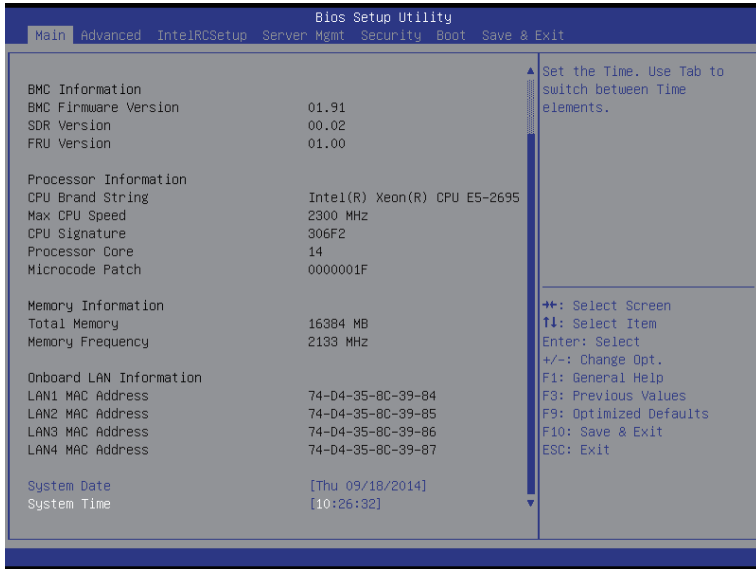 Bios Setup Utility
Main Advanced IntelRCSetup Server Mgmt Security Boot Save & Exit
BMC Information
BMC Firmware Version 01.91
SDR Version 00.02
FRU Version 01.00
Processor Information
CPU Brand String Intel(R) Xeon(R) CPU E5-2695
Max CPU Speed 2300 MHz
CPU Signature 306F2
Processor Core 14
Microcode Patch 0000001F
Memory Information
Total Memory 16384 MB
Memory Frequency 2133 MHz
Onboard LAN Information
LAN1 MAC Address 74-D4-35-8C-39-84
LAN2 MAC Address 74-D4-35-8C-39-85
LAN3 MAC Address 74-D4-35-8C-39-86
LAN4 MAC Address 74-D4-35-8C-39-87
System Date [Thu 09/18/2014]
System Time [10:26:32]
Set the Time. Use Tab to
switch between Time
elements.
→←: Select Screen
↑↓: Select Item
Enter: Select
+/-: Change Opt.
F1: General Help
F3: Previous Values
F9: Optimized Defaults
F10: Save & Exit
ESC: Exit